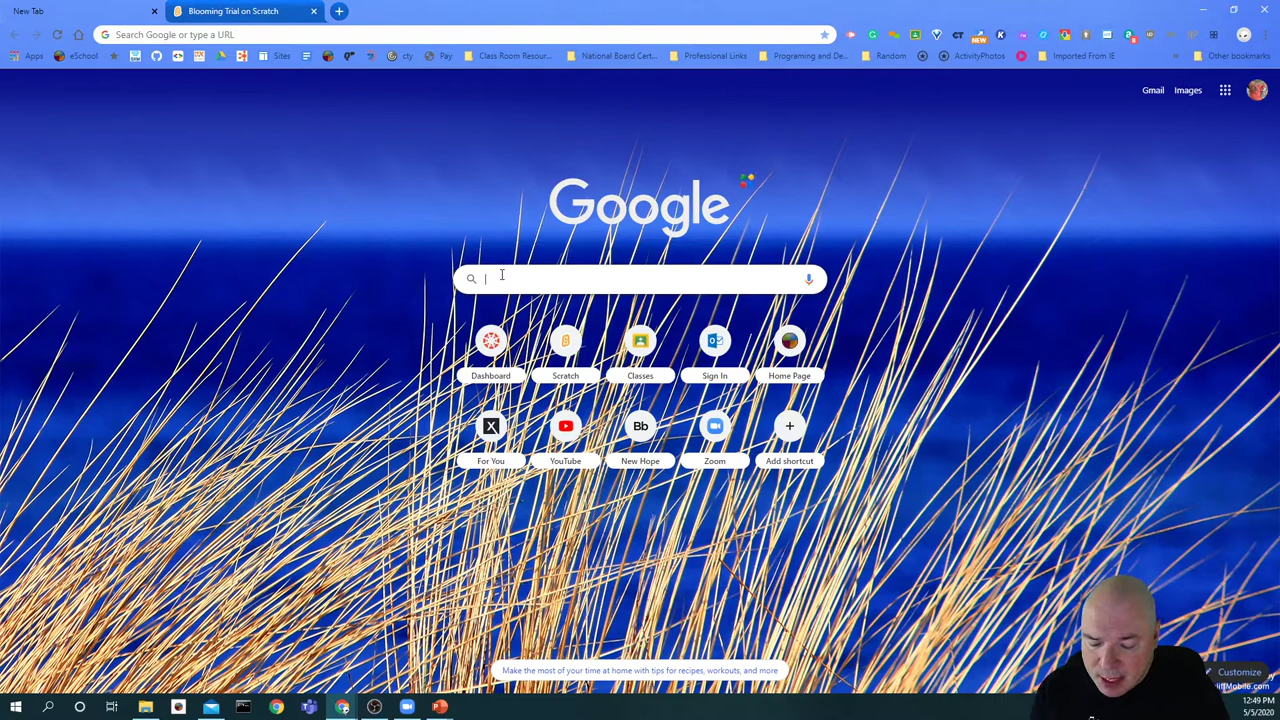 New Tab
Blooming Trial on Scratch
Search Google or type a URL
Apps eSchool Sites cty Pay Class Room Resour... National Board Cert... Professional Links Programing and De... Random ActivityPhotos Imported From IE Other bookmarks
Gmail Images
Google
Dashboard Scratch Classes Sign In Home Page
X Bb
For You YouTube New Hope Zoom Add shortcut
Make the most of your time at home with tips for recipes, workouts, and more
Customize
12:49 PM
5/5/2020